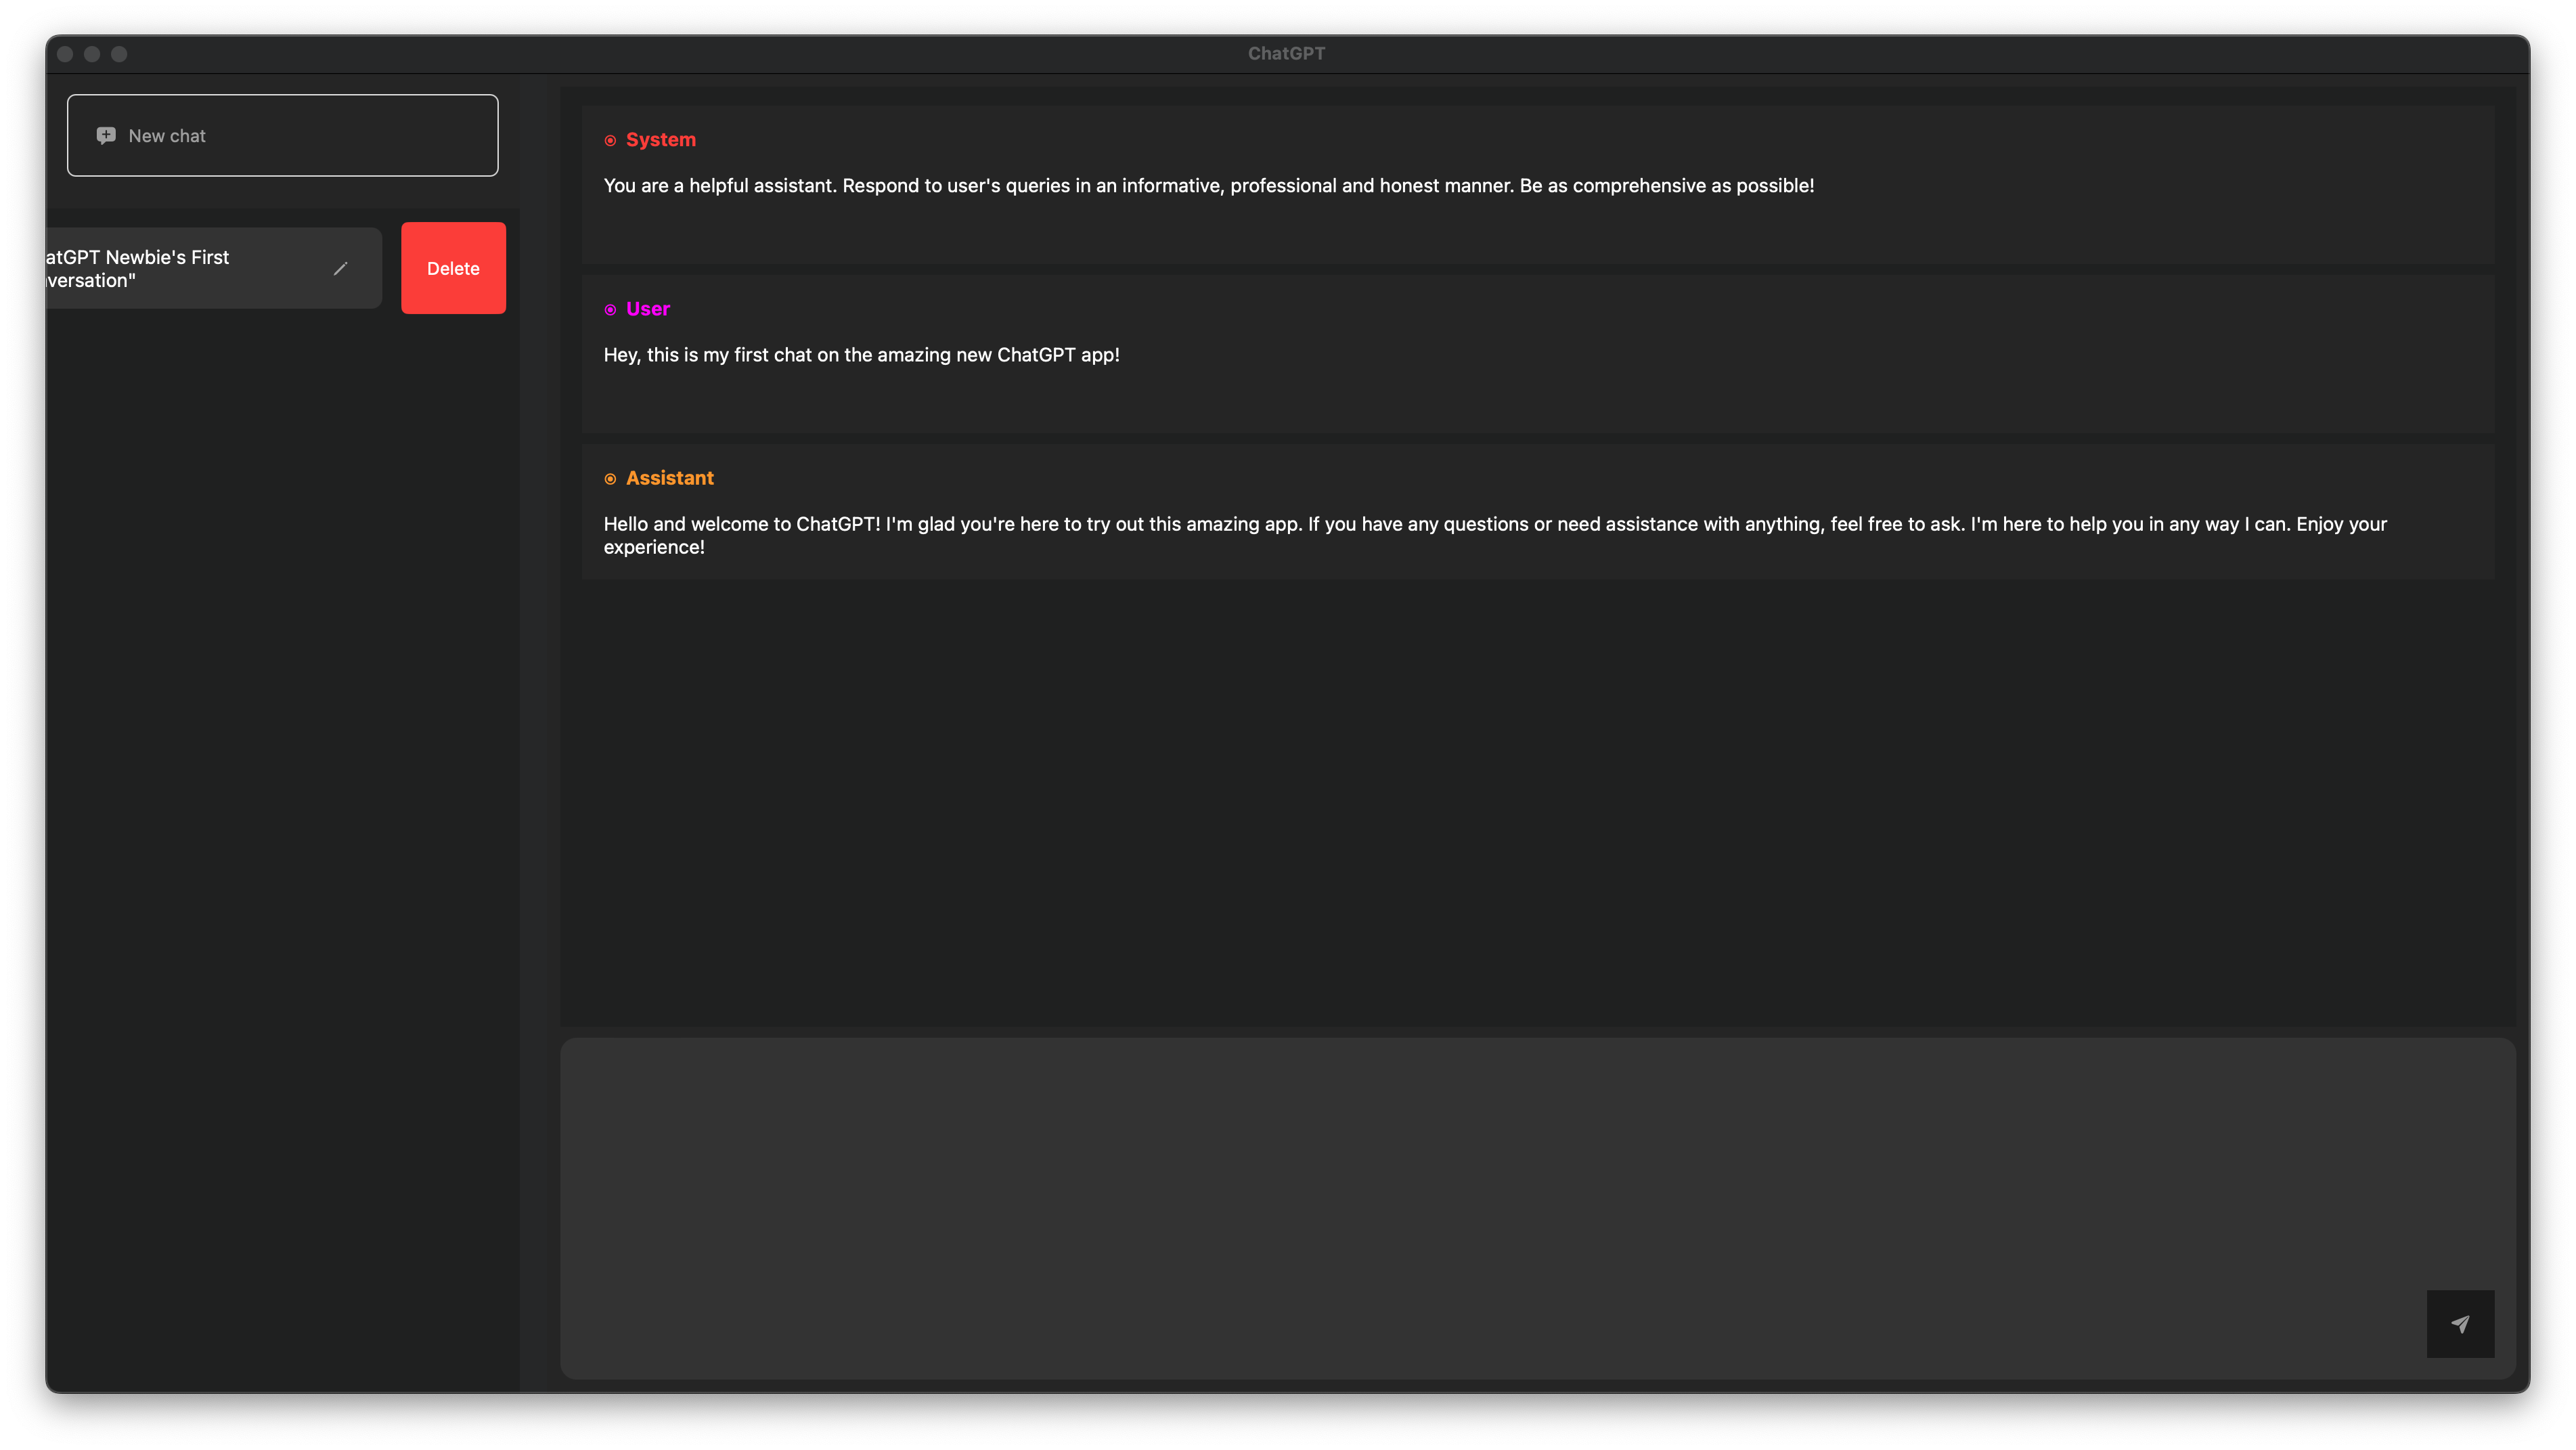 ChatGPT
New chat
atGPT Newbie's First
versation"
Delete
System
You are a helpful assistant. Respond to user's queries in an informative, professional and honest manner. Be as comprehensive as possible!
User
Hey, this is my first chat on the amazing new ChatGPT app!
Assistant
Hello and welcome to ChatGPT! I'm glad you're here to try out this amazing app. If you have any questions or need assistance with anything, feel free to ask. I'm here to help you in any way I can. Enjoy your
experience!